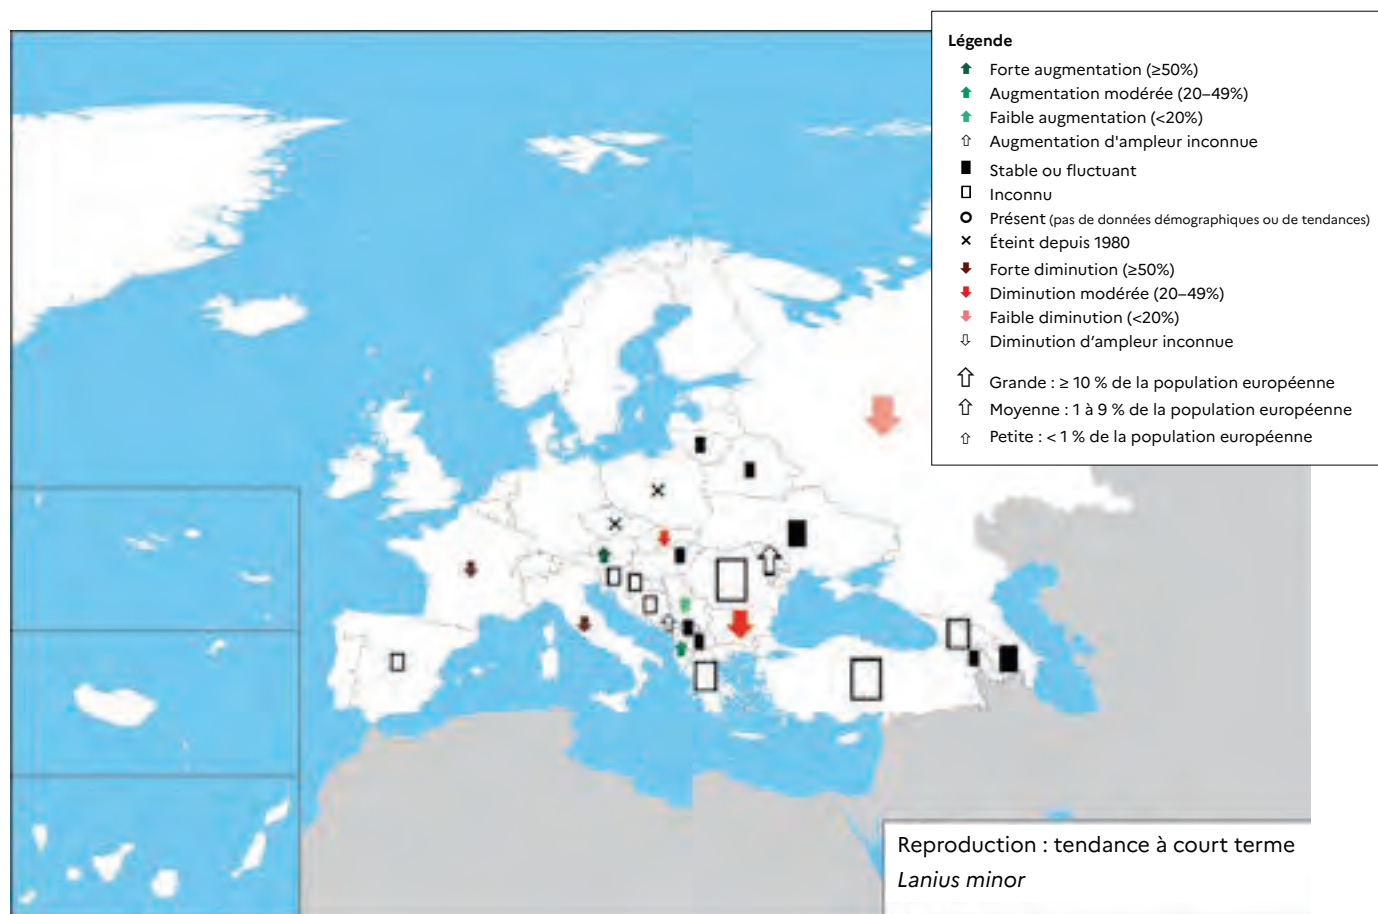 Légende
Forte augmentation (≥50%)
Augmentation modérée (20–49%)
Faible augmentation (<20%)
Augmentation d'ampleur inconnue
Stable ou fluctuant
Inconnu
Présent (pas de données démographiques ou de tendances)
Éteint depuis 1980
Forte diminution (≥50%)
Diminution modérée (20–49%)
Faible diminution (<20%)
Diminution d’ampleur inconnue
Grande : ≥ 10 % de la population européenne
Moyenne : 1 à 9 % de la population européenne
Petite : < 1 % de la population européenne
Reproduction : tendance à court terme
Lanius minor